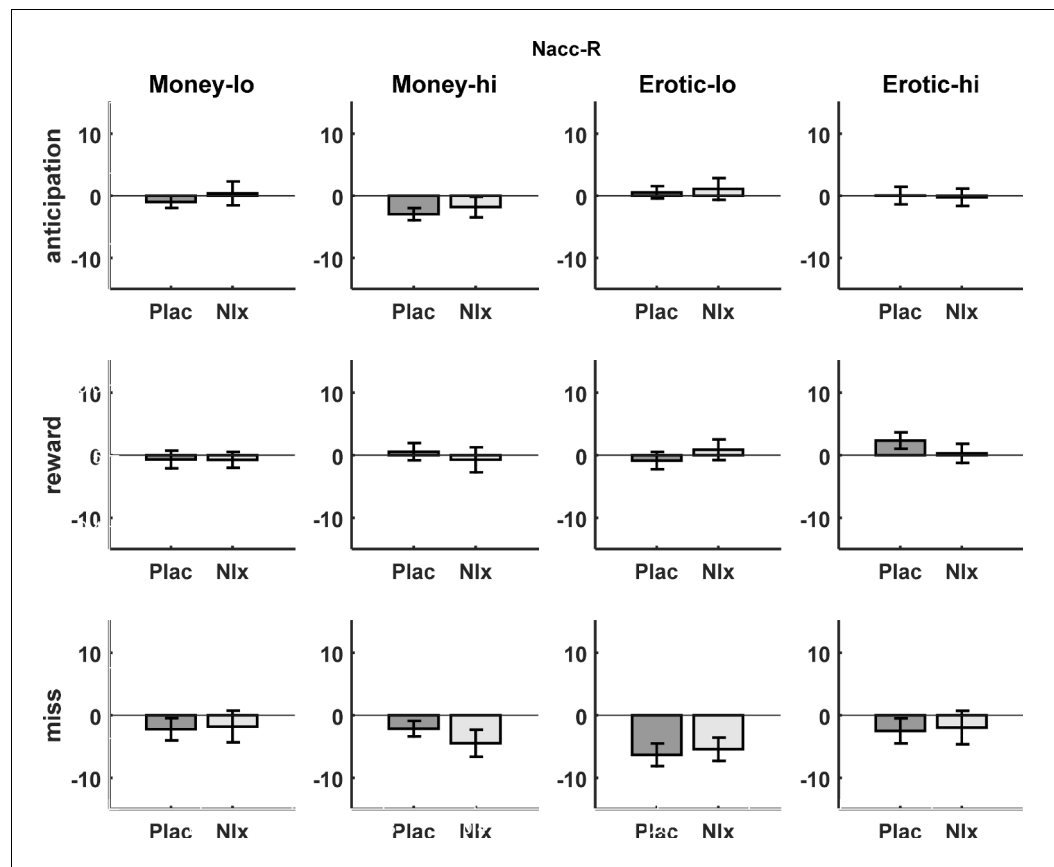 Nacc-R
Money-lo Money-hi Erotic-lo Erotic-hi
anticipation
10 10 10 10
0 0 0 0
-10 -10 -10 -10
Plac Nlx Plac Nlx Plac Nlx Plac Nlx
reward
10 10 10 10
0 0 0 0
-10 -10 -10 -10
Plac Nlx Plac Nlx Plac Nlx Plac Nlx
miss
10 10 10 10
0 0 0 0
-10 -10 -10 -10
Plac Nlx Plac Nlx Plac Nlx Plac Nlx